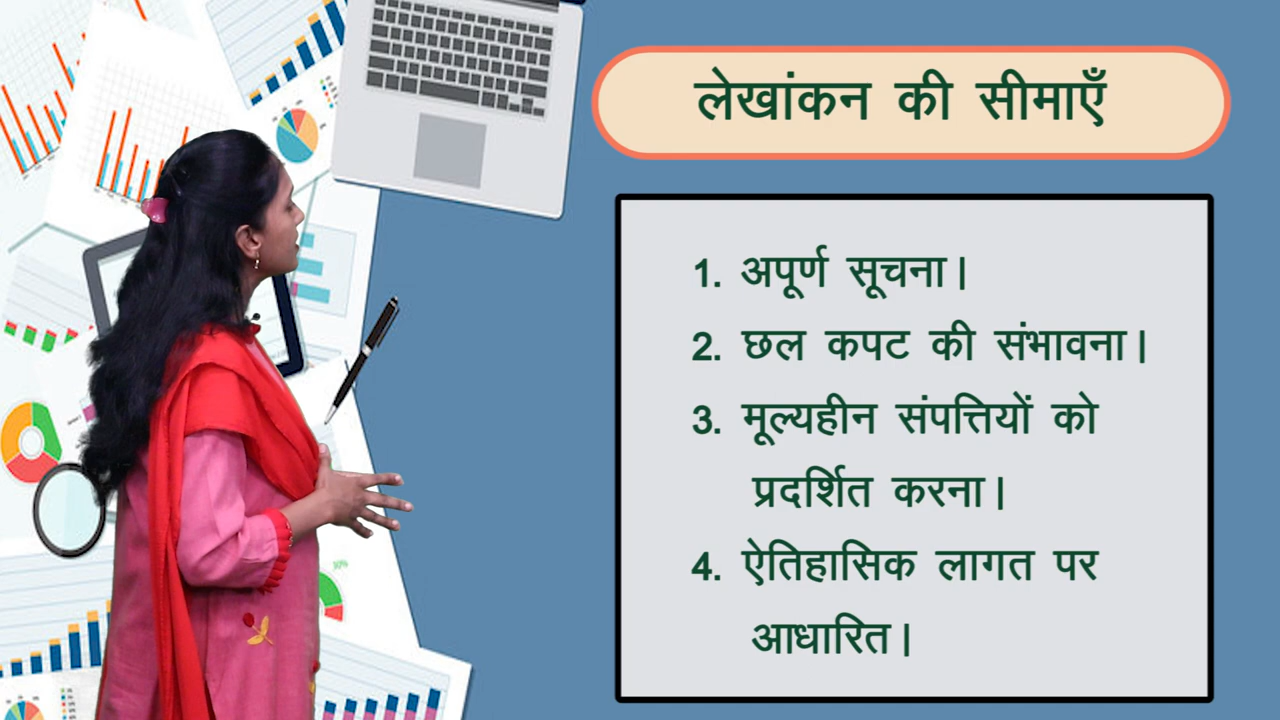 लेखांकन की सीमाएँ
1. अपूर्ण सूचना।
2. छल कपट की संभावना।
3. मूल्यहीन संपत्तियों को
प्रदर्शित करना।
4. ऐतिहासिक लागत पर
आधारित।